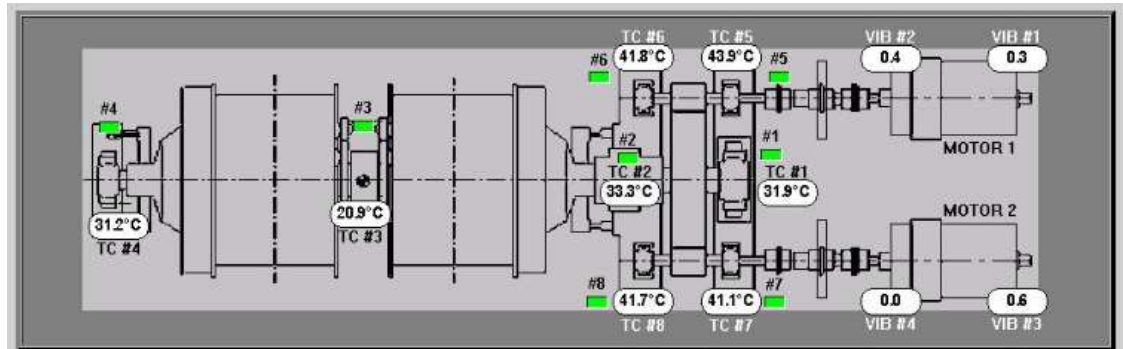 TC #6
TC #5
VIB #2
VIB #1
41.8°C
43.9°C
0.4
0.3
#6
#5
#4
#3
#2
#1
MOTOR 1
TC #2
TC #1
33.3°C
31.9°C
31.2°C
20.9°C
TC #4
TC #3
MOTOR 2
#8
#7
41.7°C
41.1°C
0.0
0.6
TC #8
TC #7
VIB #4
VIB #3